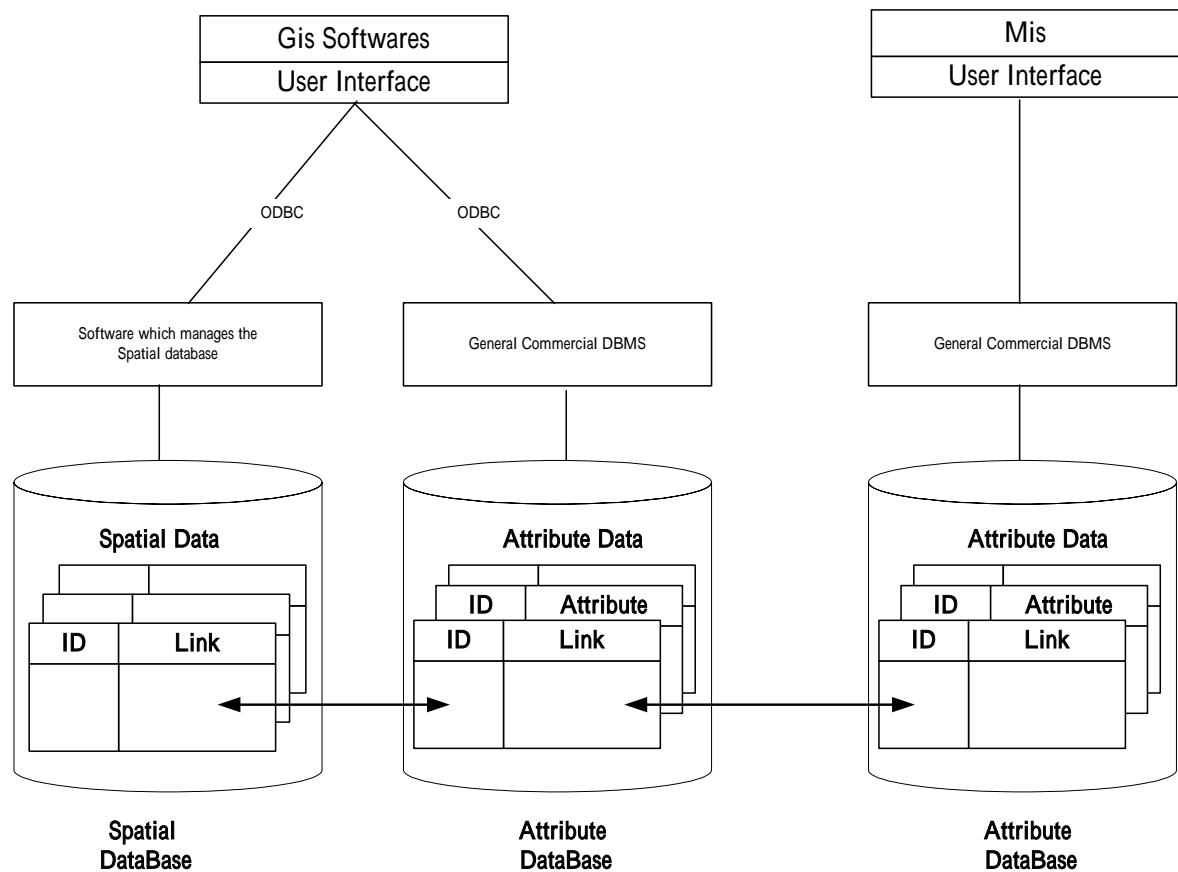 Gis Softwares
User Interface
Mis
User Interface
ODBC
ODBC
Software which manages the
Spatial database
General Commercial DBMS
General Commercial DBMS
Spatial Data
ID
Link
Attribute Data
ID
Attribute
ID
Link
Attribute Data
ID
Attribute
ID
Link
Spatial
DataBase
Attribute
DataBase
Attribute
DataBase